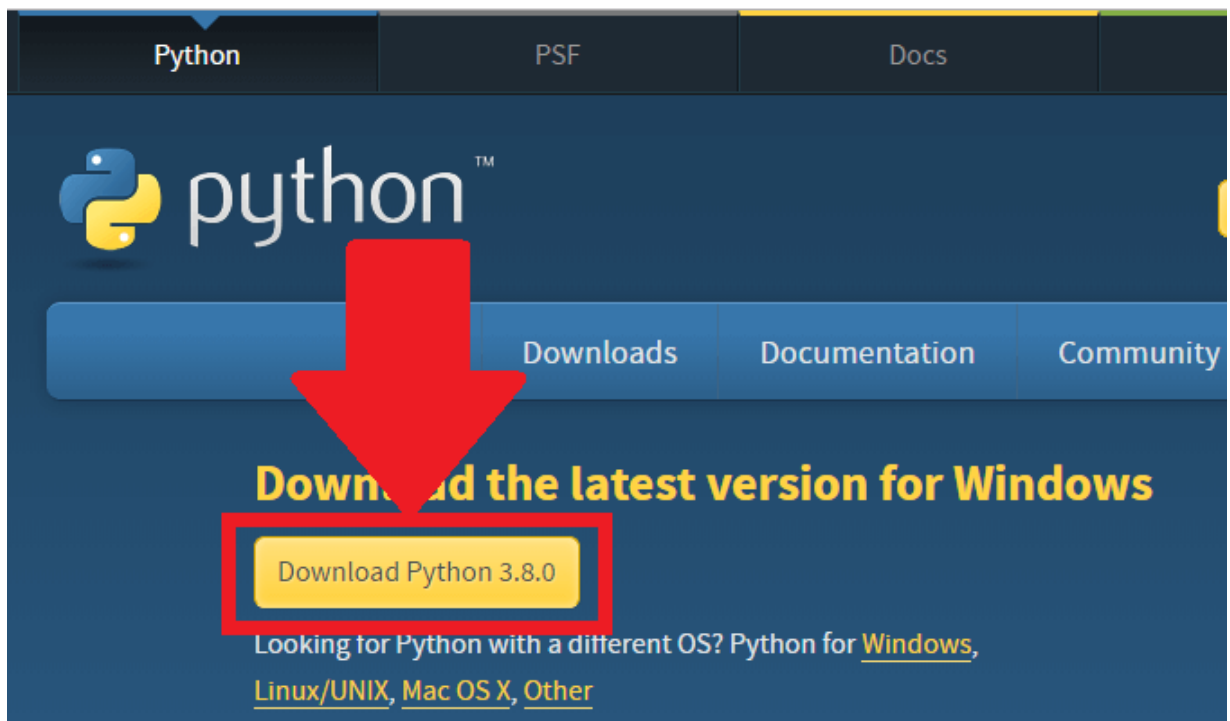 Python PSF Docs
python™
Downloads Documentation Community
Download the latest version for Windows
Download Python 3.8.0
Looking for Python with a different OS? Python for Windows,
Linux/UNIX, Mac OS X, Other